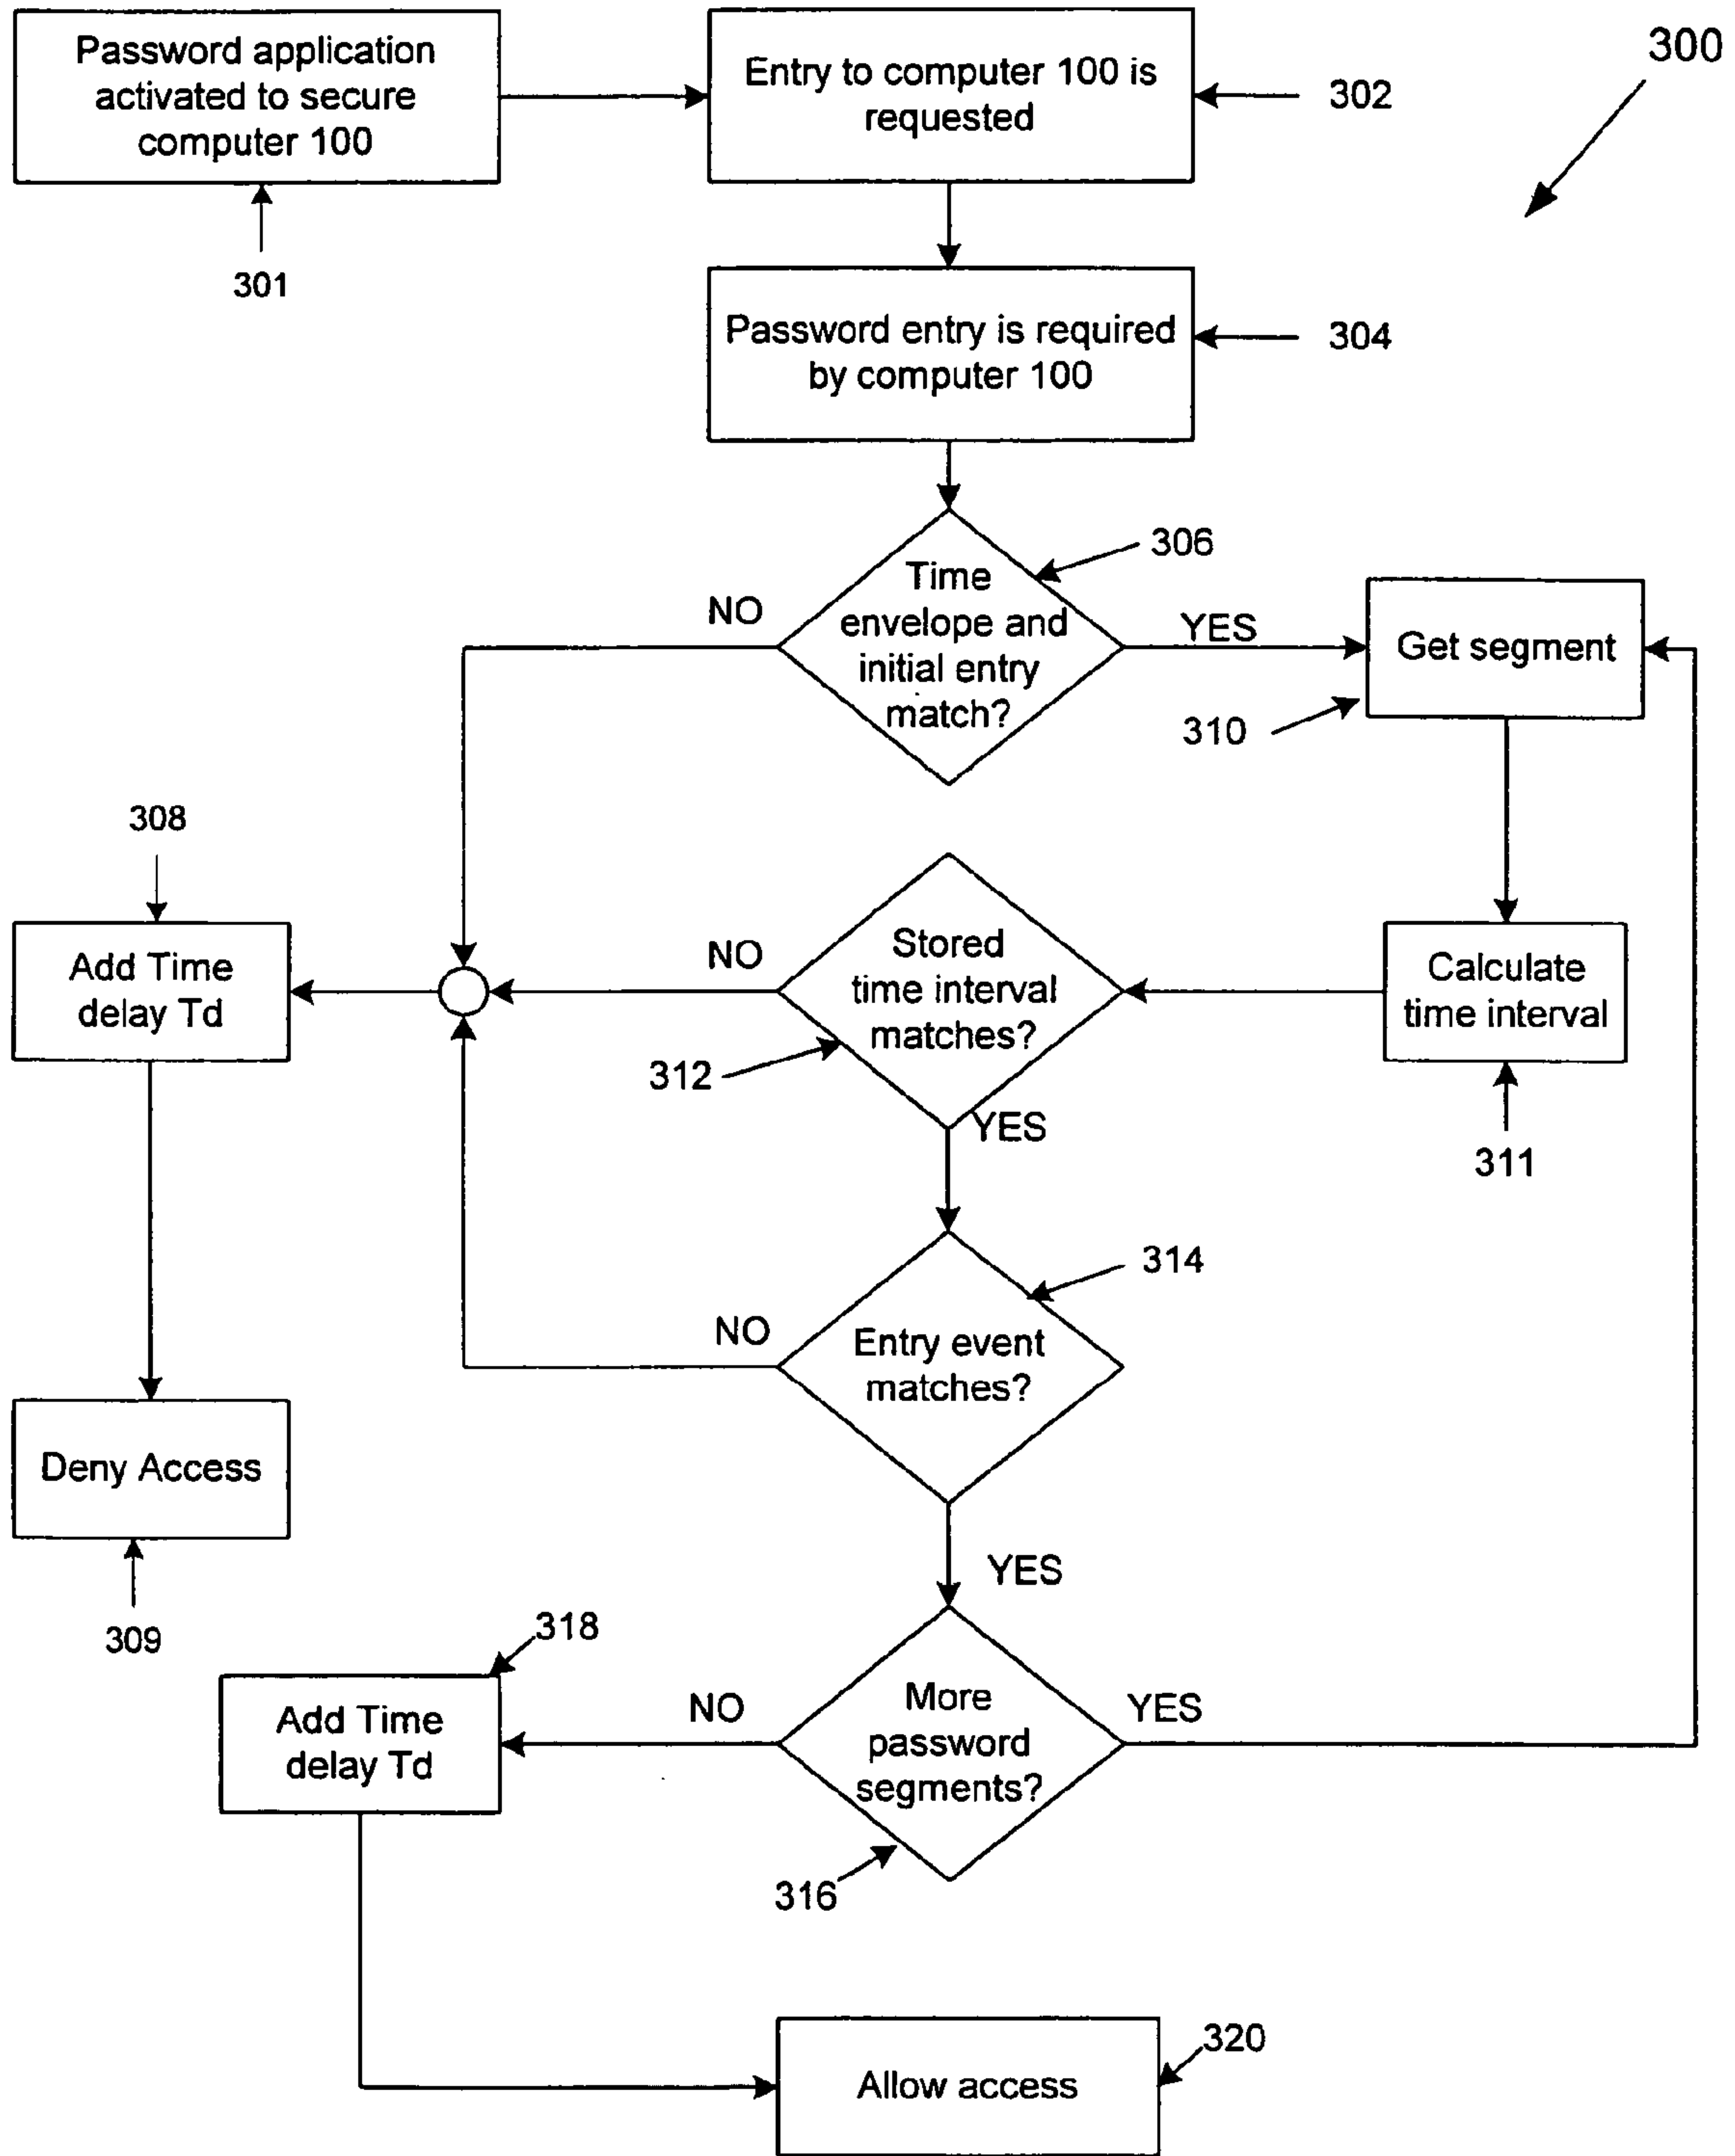 Password application
activated to secure
computer 100
301
Entry to computer 100 is
requested
302
300
Password entry is required
by computer 100
304
Time
envelope and
initial entry
match?
306
NO
YES
Get segment
310
308
Add Time
delay Td
NO
Stored
time interval
matches?
312
YES
Calculate
time interval
311
Entry event
matches?
314
NO
YES
Deny Access
309
318
Add Time
delay Td
NO
More
password
segments?
YES
316
Allow access
320